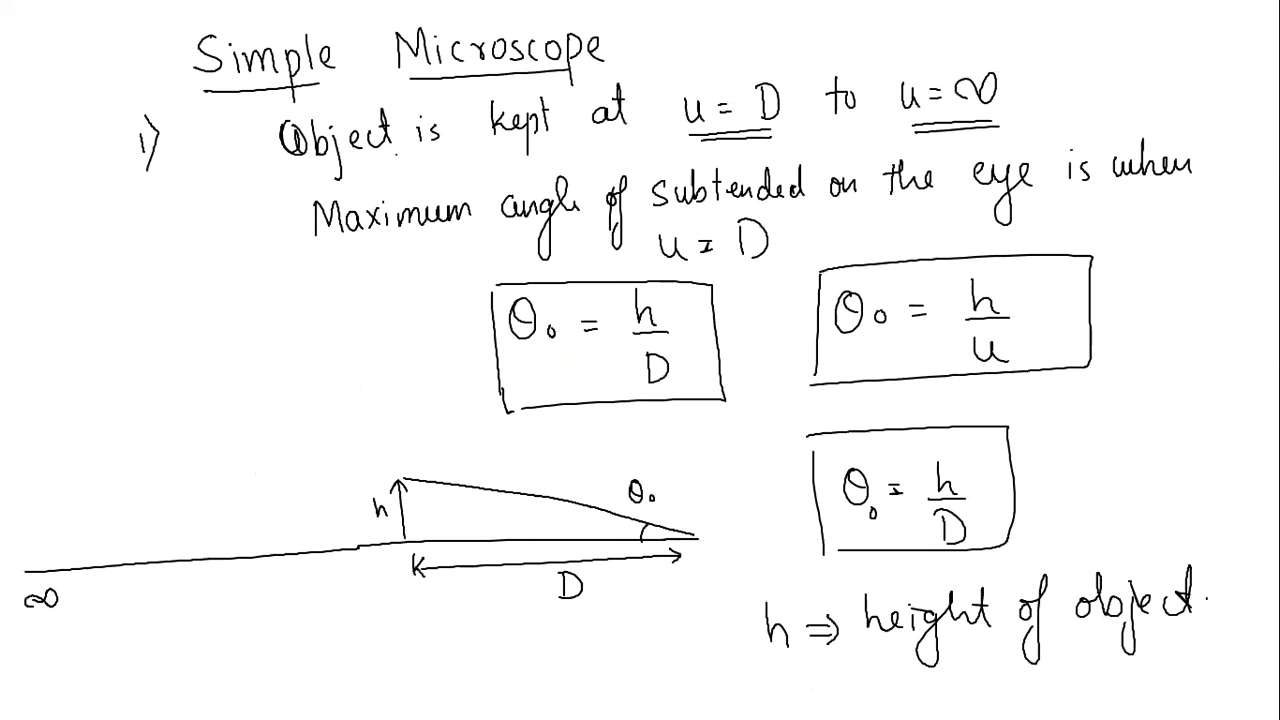 Simple Microscope
1) Object is kept at u = D to u = ∞
Maximum angle of subtended on the eye is when
u = D
θ₀ = h/D
θ₀ = h/u
θ₀ = h/D
h
θ₀
D
∞
h ⇒ height of object.